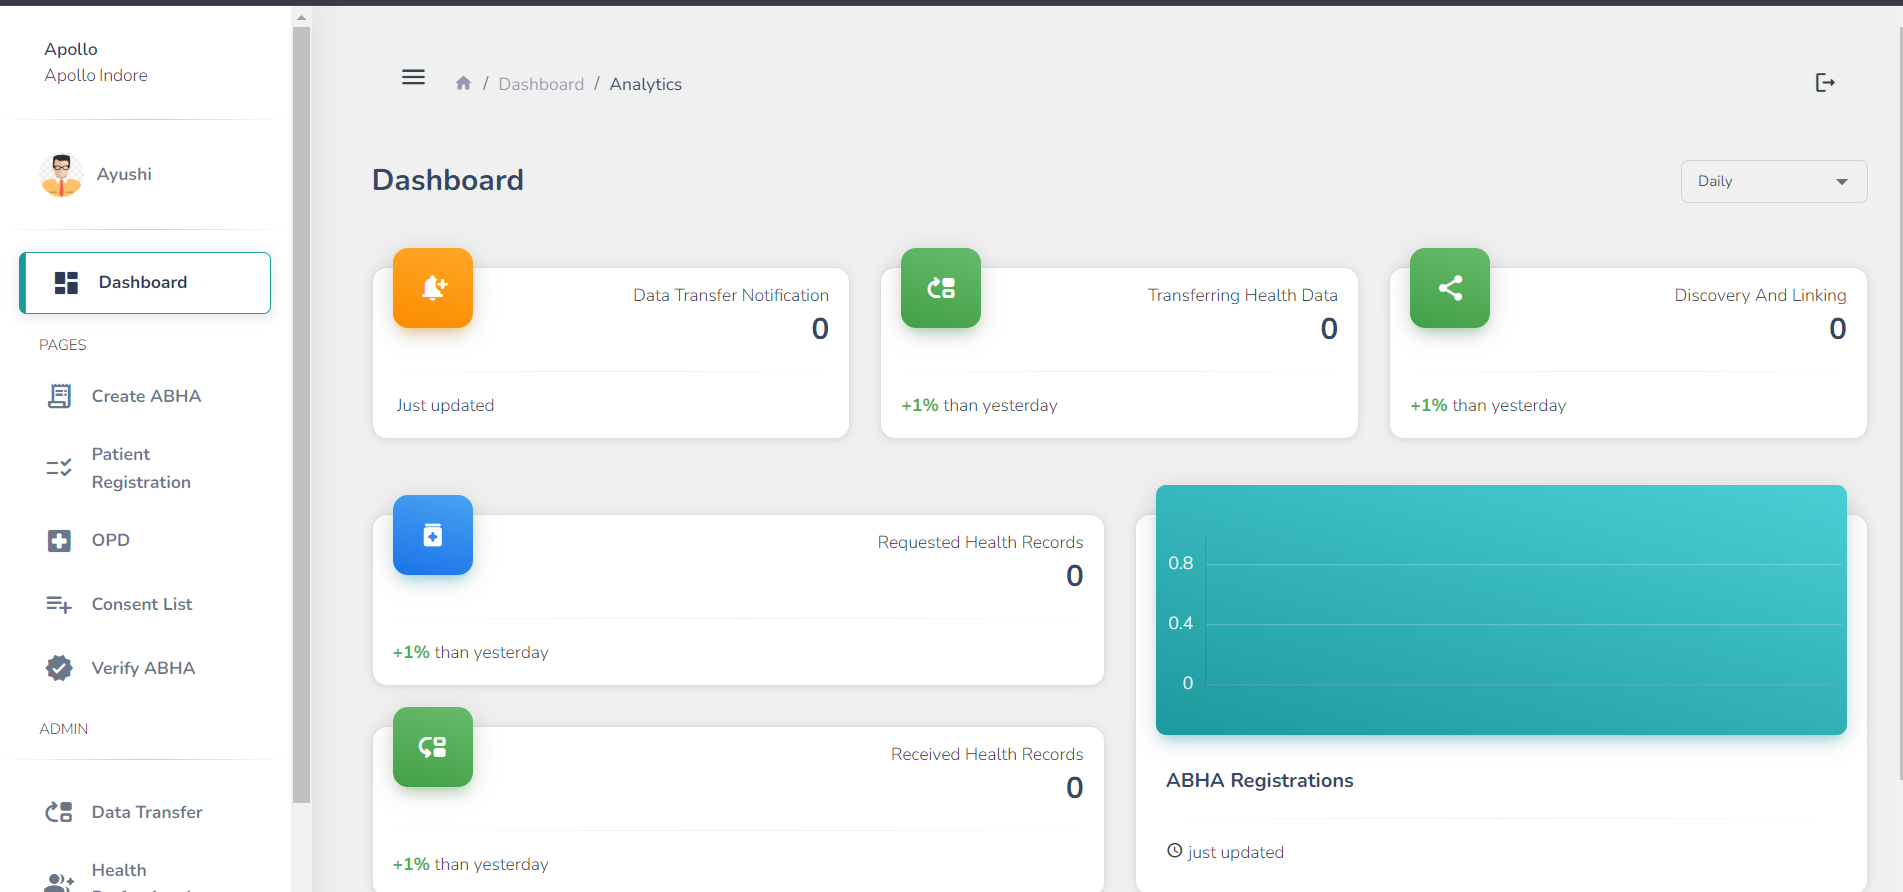 Apollo
Apollo Indore
Ayushi
Dashboard
PAGES
Create ABHA
Patient
Registration
OPD
Consent List
Verify ABHA
ADMIN
Data Transfer
Health
/ Dashboard / Analytics
Dashboard
Daily
Data Transfer Notification
0
Just updated
Transferring Health Data
0
+1% than yesterday
Discovery And Linking
0
+1% than yesterday
Requested Health Records
0
+1% than yesterday
Received Health Records
0
+1% than yesterday
0.8
0.4
0
ABHA Registrations
just updated